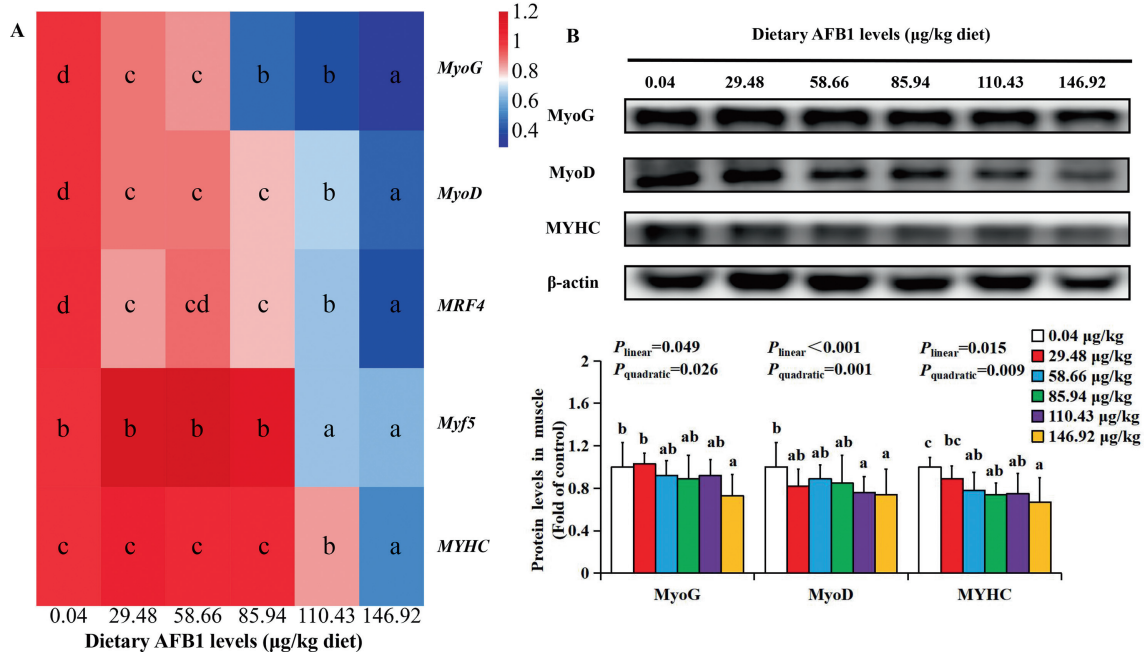 A
d c c b b a MyoG
d c c c b a MyoD
d c cd c b a MRF4
b b b b a a Myf5
c c c c b a MYHC
0.04 29.48 58.66 85.94 110.43 146.92
Dietary AFB1 levels (μg/kg diet)
1.2
1
0.8
0.6
0.4
B
Dietary AFB1 levels (μg/kg diet)
0.04 29.48 58.66 85.94 110.43 146.92
MyoG
MyoD
MYHC
β-actin
Protein levels in muscle
(Fold of control)
2
1.6
1.2
0.8
0.4
0
Plinear=0.049
Pquadratic=0.026
Plinear<0.001
Pquadratic=0.001
Plinear=0.015
Pquadratic=0.009
0.04 μg/kg
29.48 μg/kg
58.66 μg/kg
85.94 μg/kg
110.43 μg/kg
146.92 μg/kg
b b ab ab ab a
b ab ab ab a a
c bc ab ab ab a
MyoG MyoD MYHC